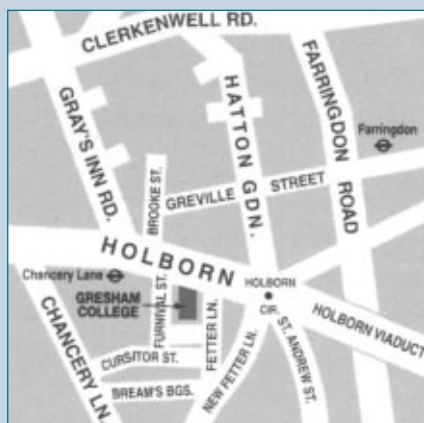 CLERKENWELL RD.
GRAY'S INN RD.
HATTON GDN.
FARRINGDON ROAD
Farringdon
BROOKE ST.
GREVILLE STREET
HOLBORN
Chancery Lane
HOLBORN
CIR.
GRESHAM
COLLEGE
FURNIVAL ST.
FETTER LN.
HOLBORN VIADUCT
CHANCERY LN.
CURSITOR ST.
BREAM'S BGS.
NEW FETTER LN.
ST. ANDREW ST.